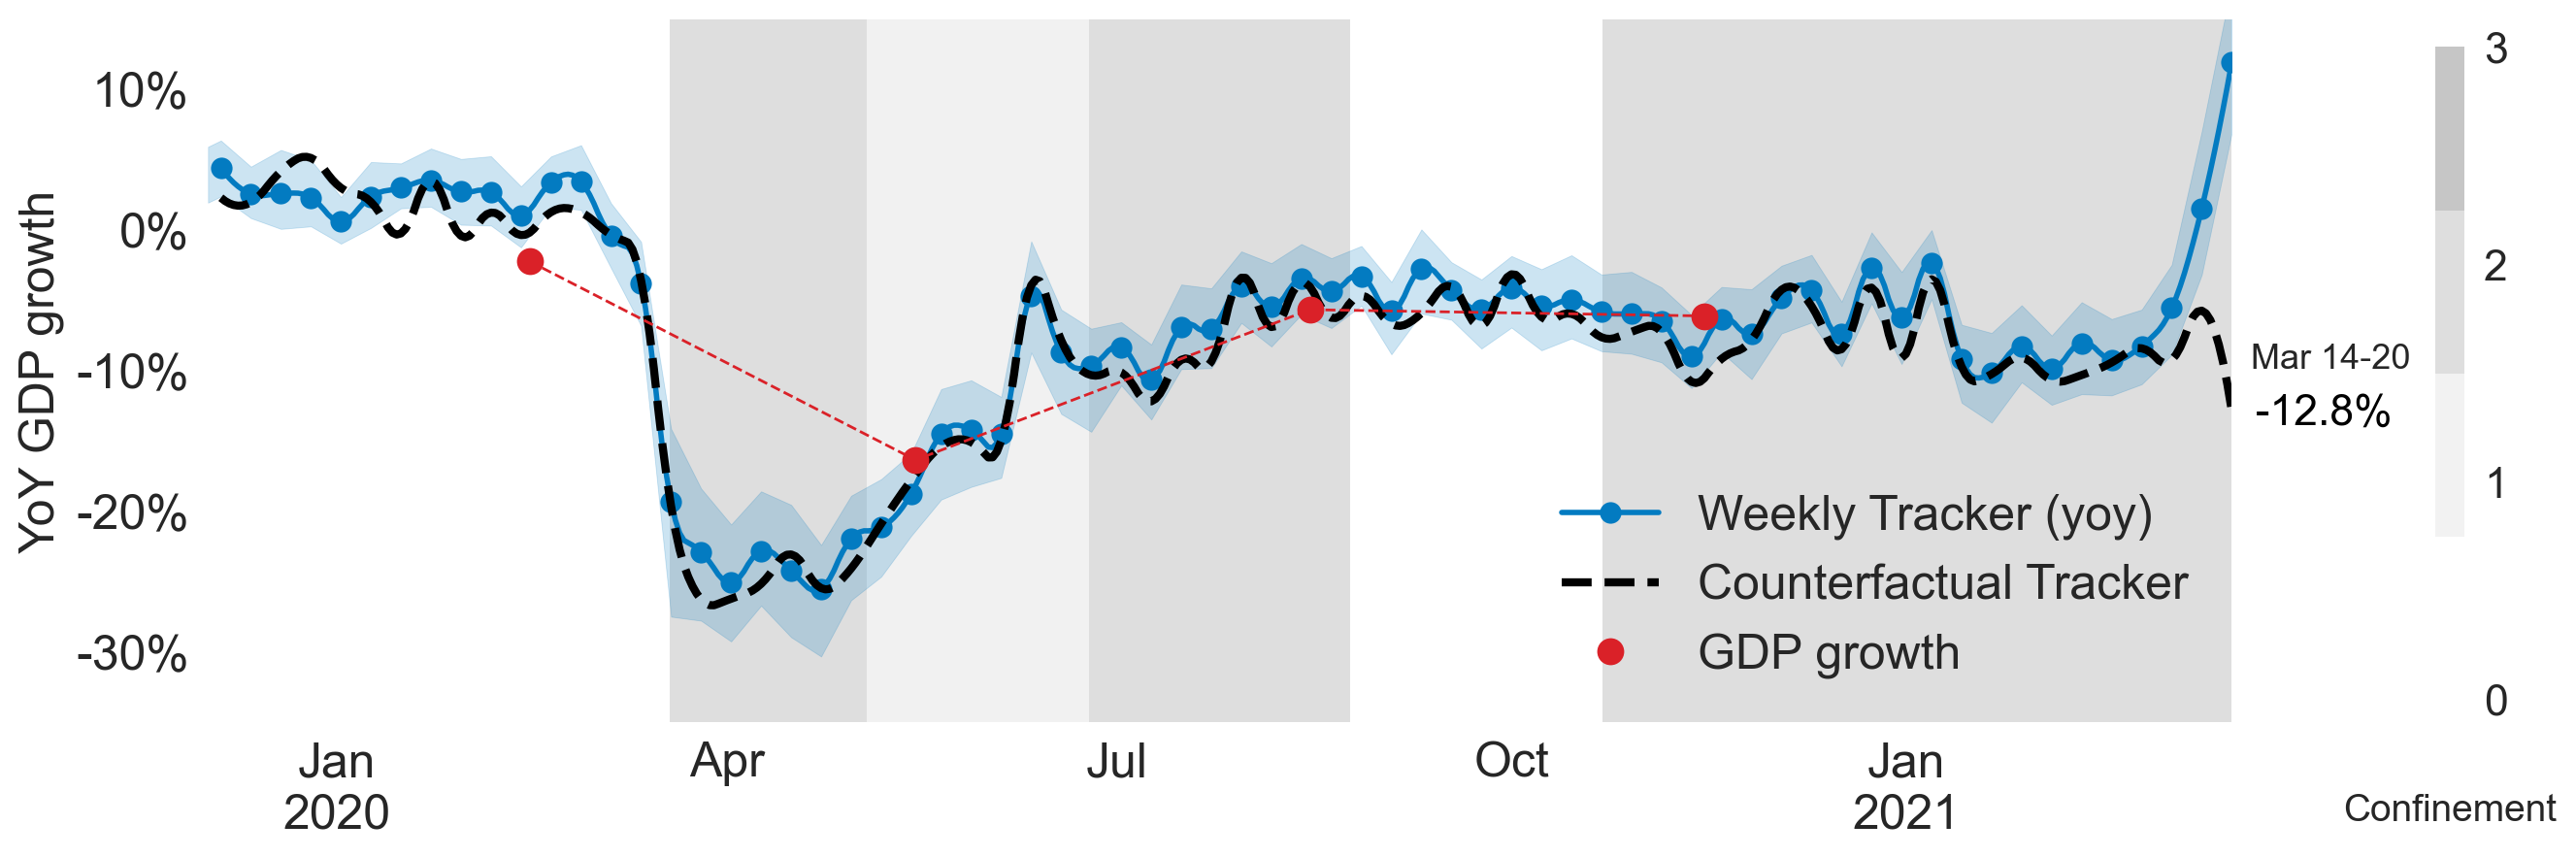 YoY GDP growth
10%
0%
-10%
-20%
-30%
Jan
2020
Apr
Jul
Oct
Jan
2021
Weekly Tracker (yoy)
Counterfactual Tracker
GDP growth
Mar 14-20
-12.8%
3
2
1
0
Confinement